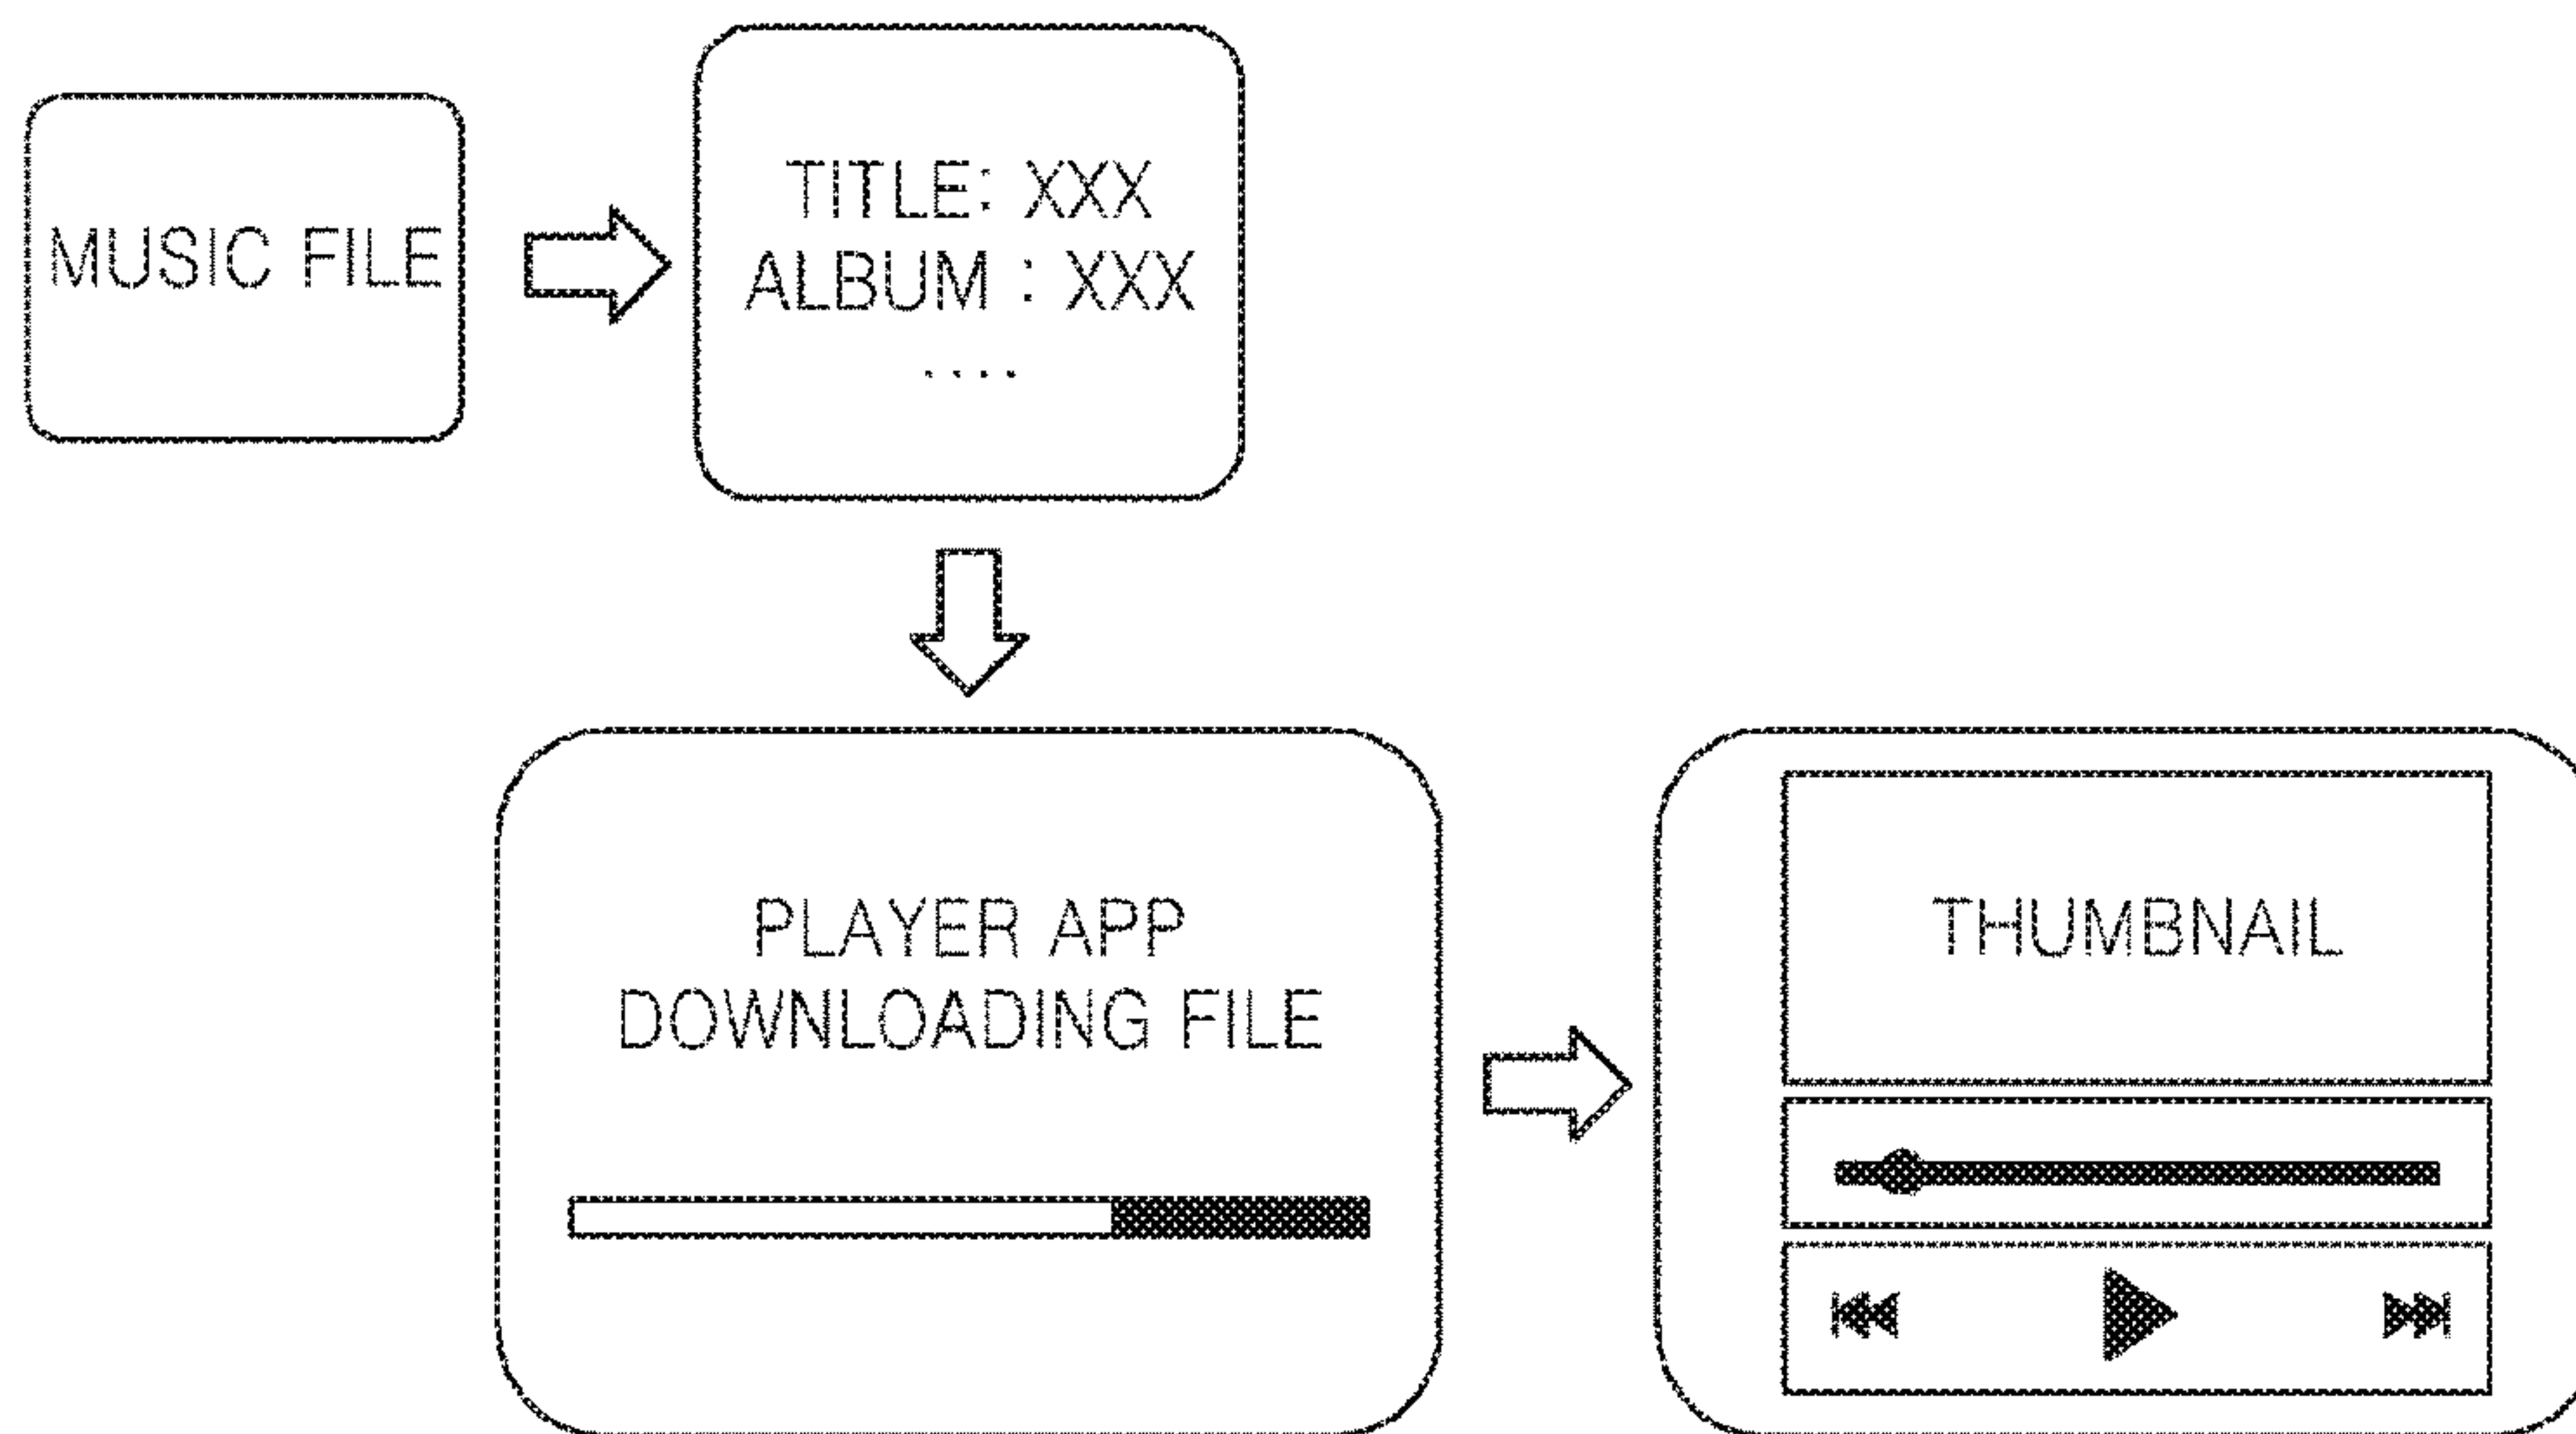 MUSIC FILE
TITLE: XXX
ALBUM : XXX
....
PLAYER APP
DOWNLOADING FILE
THUMBNAIL